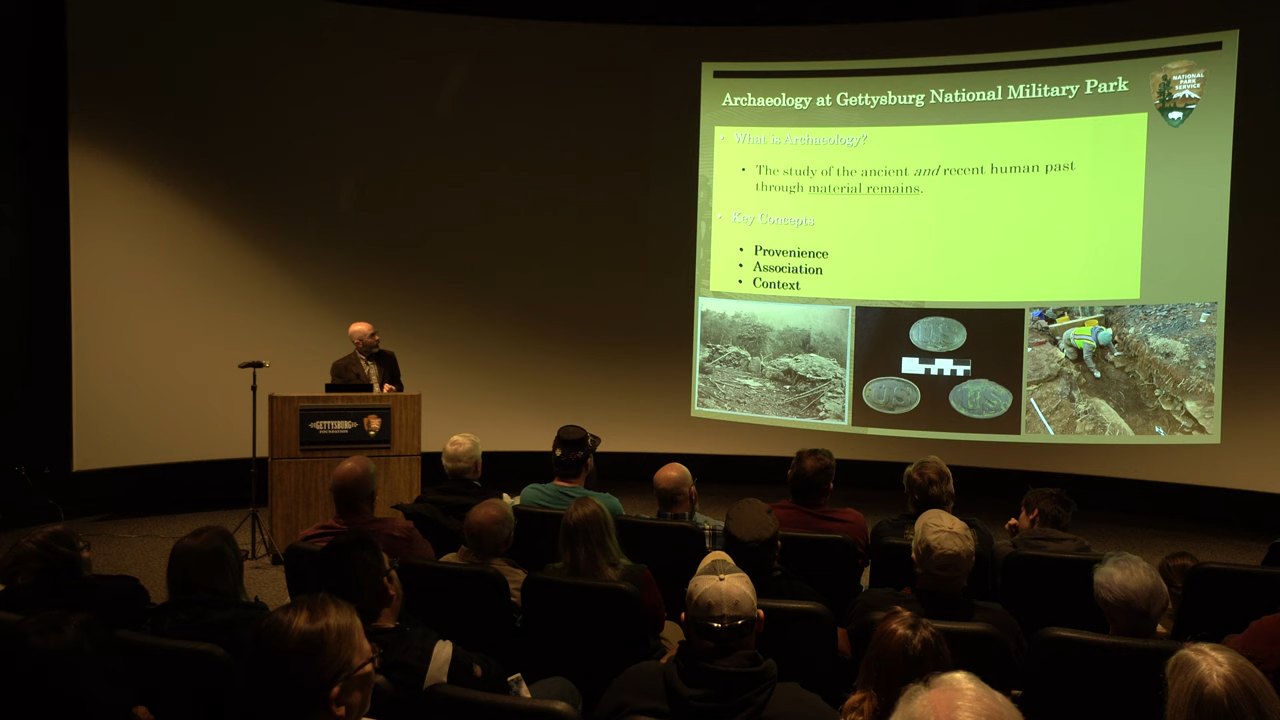 Archaeology at Gettysburg National Military Park
NATIONAL
PARK
SERVICE
• What is Archaeology?
• The study of the ancient and recent human past
through material remains.
• Key Concepts
• Provenience
• Association
• Context
US
US
US
GETTYSBURG
FOUNDATION